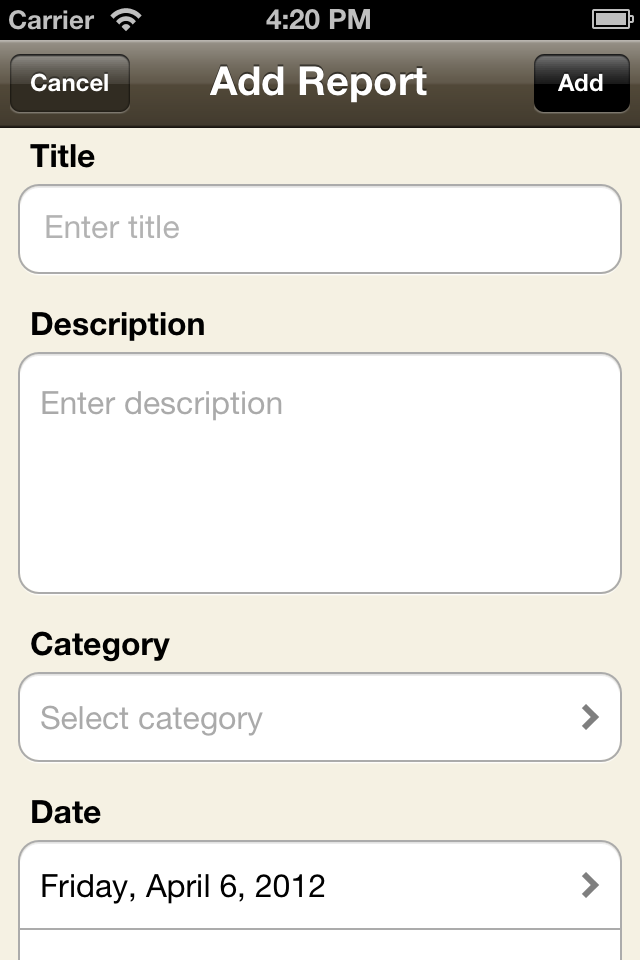 Carrier 4:20 PM
Cancel Add Report Add
Title
Enter title
Description
Enter description
Category
Select category
Date
Friday, April 6, 2012